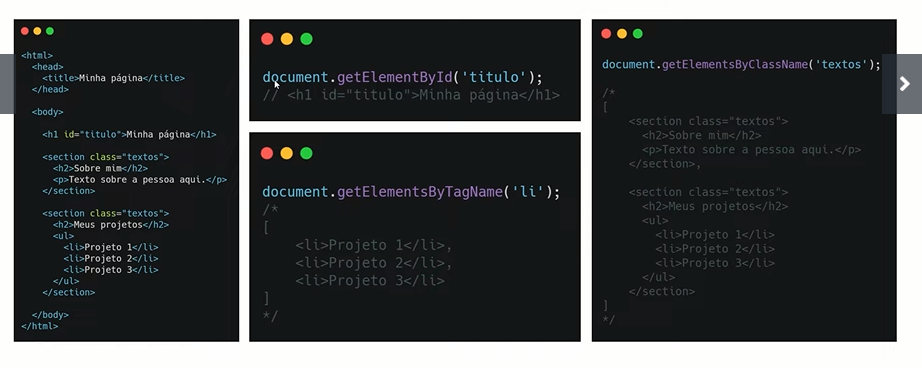 <html>
<head>
<title>Minha página</title>
</head>
<body>
<h1 id="titulo">Minha página</h1>
<section class="textos">
<h2>Sobre mim</h2>
<p>Texto sobre a pessoa aqui.</p>
</section>
<section class="textos">
<h2>Meus projetos</h2>
<ul>
<li>Projeto 1</li>
<li>Projeto 2</li>
<li>Projeto 3</li>
</ul>
</section>
</body>
</html>
document.getElementById('titulo');
// <h1 id="titulo">Minha página</h1>
document.getElementsByTagName('li');
/*
[
<li>Projeto 1</li>,
<li>Projeto 2</li>,
<li>Projeto 3</li>
]
*/
document.getElementsByClassName('textos');
/*
[
<section class="textos">
<h2>Sobre mim</h2>
<p>Texto sobre a pessoa aqui.</p>
</section>,
<section class="textos">
<h2>Meus projetos</h2>
<ul>
<li>Projeto 1</li>
<li>Projeto 2</li>
<li>Projeto 3</li>
</ul>
</section>
]
*/